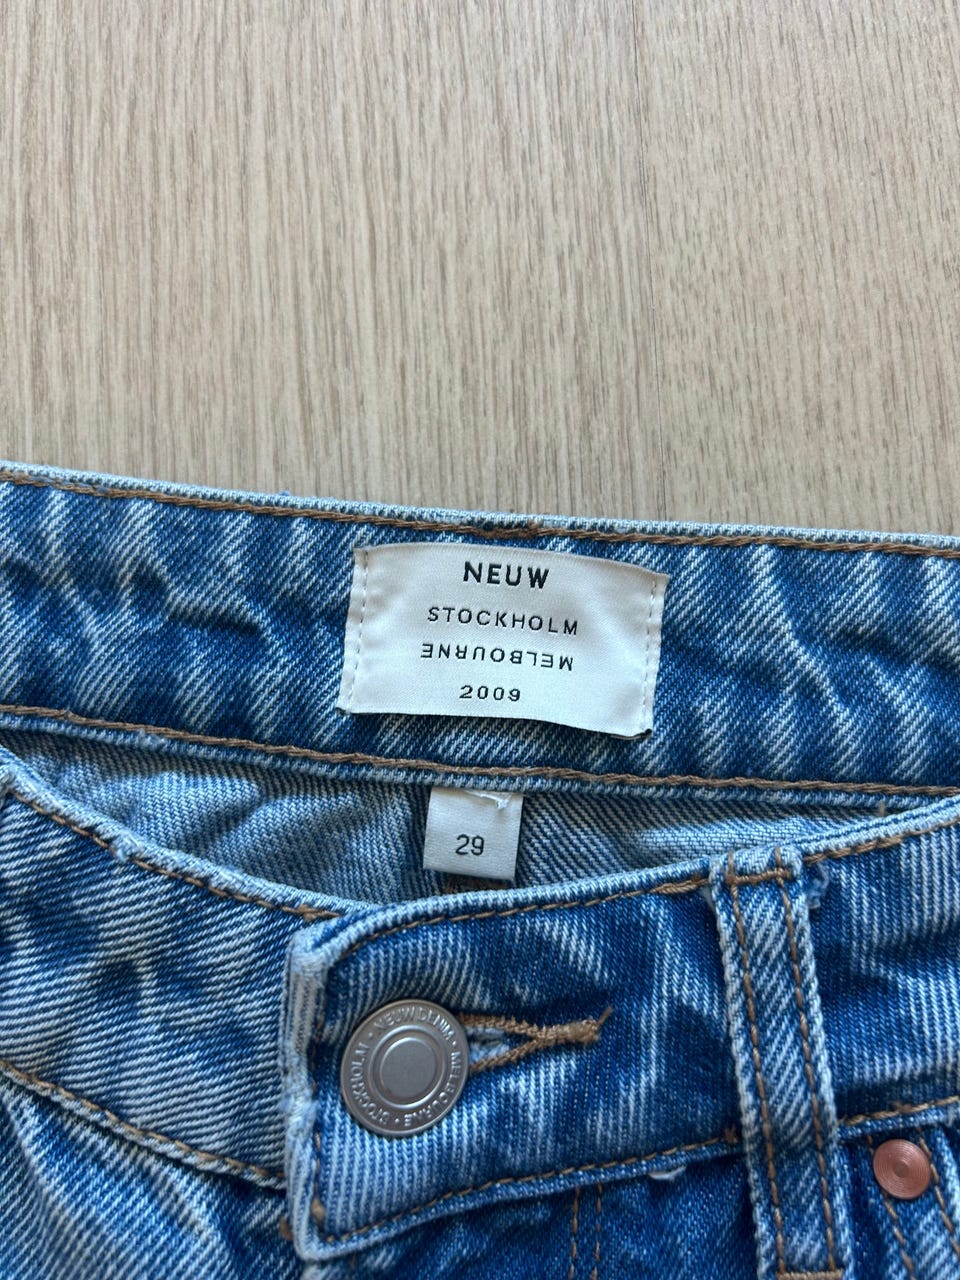 NEUW
STOCKHOLM
MELBOURNE
2009
29
NEUW DENIM • MELBOURNE • STOCKHOLM •